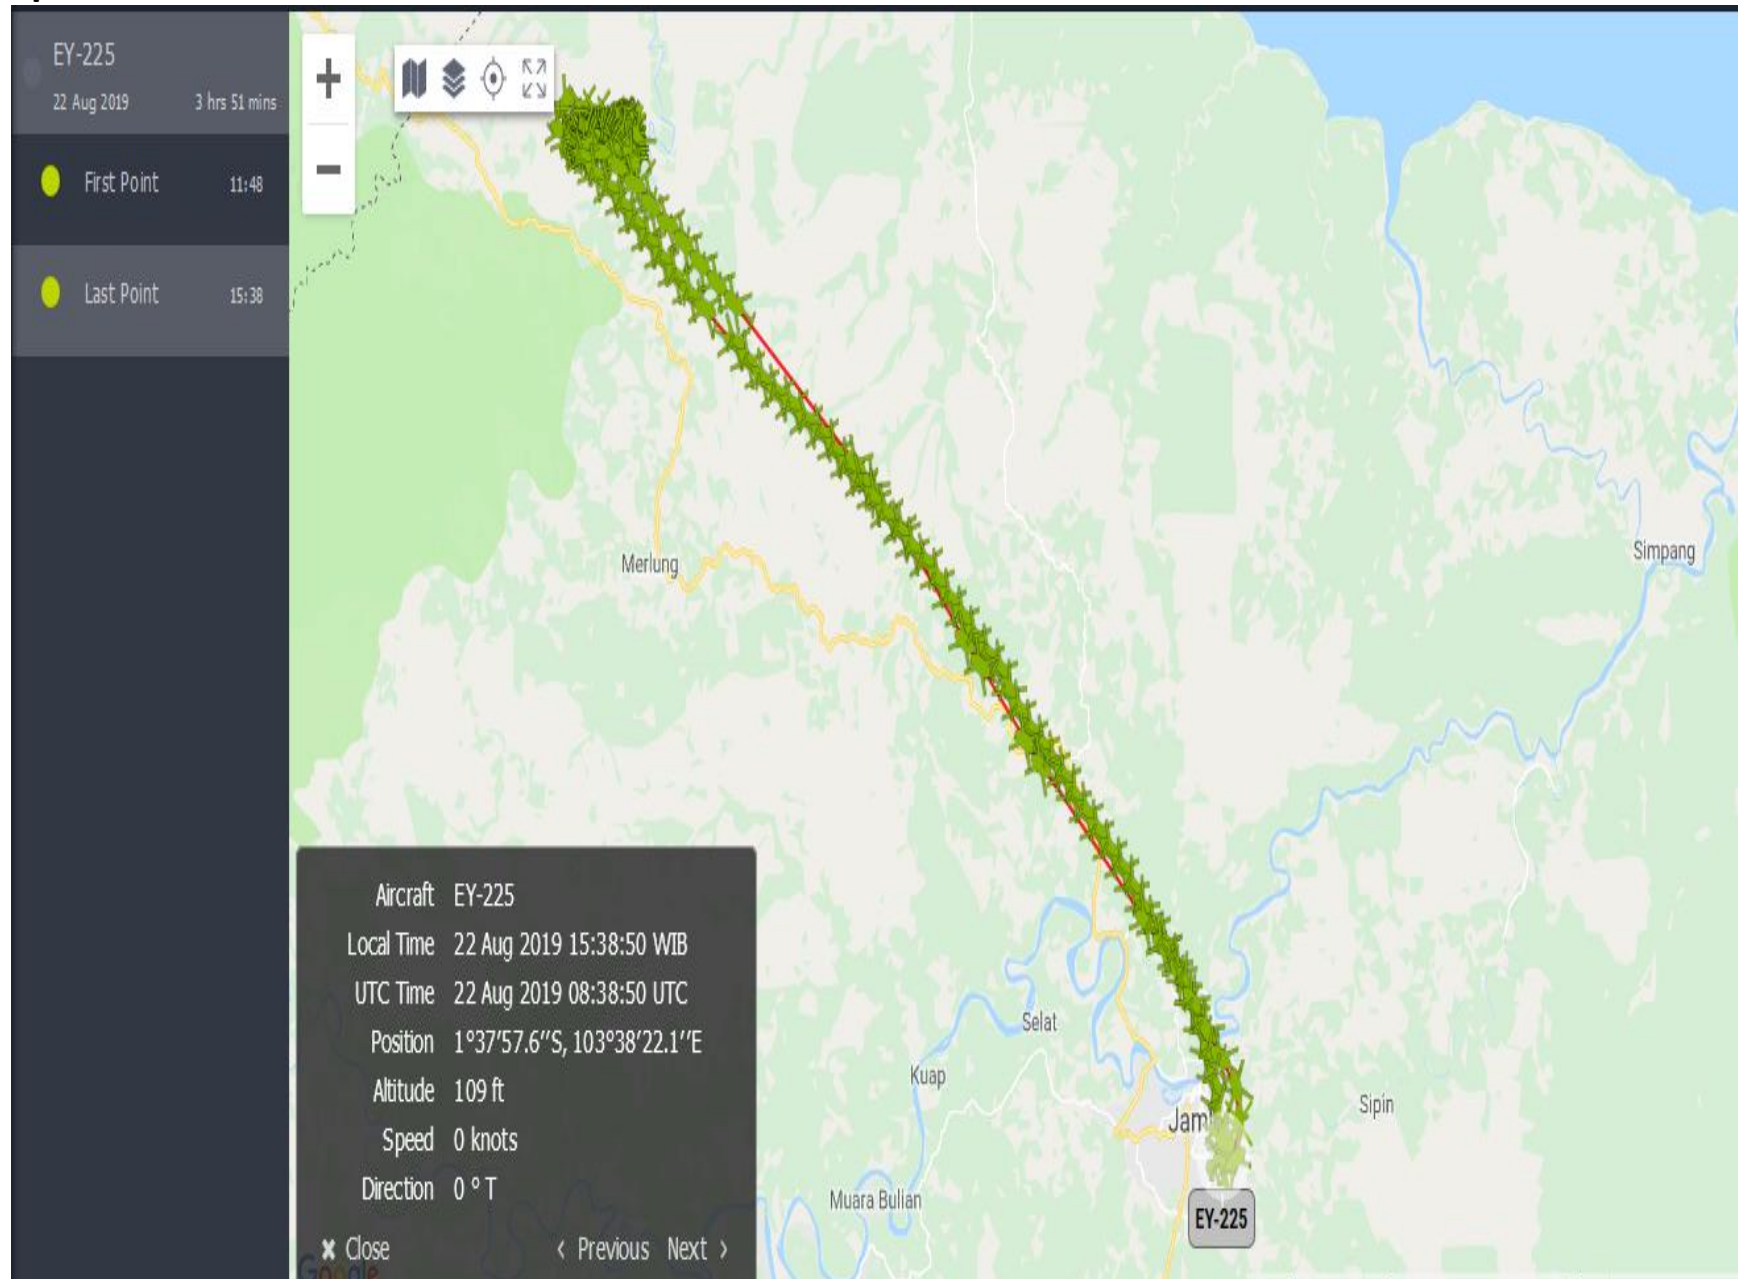 EY-225
22 Aug 2019 3 hrs 51 mins
First Point 11:48
Last Point 15:38
+
−
Merlung
Simpang
Selat
Kuap
Sipin
Muara Bulian
EY-225
Aircraft EY-225
Local Time 22 Aug 2019 15:38:50 WIB
UTC Time 22 Aug 2019 08:38:50 UTC
Position 1°37'57.6''S, 103°38'22.1''E
Altitude 109 ft
Speed 0 knots
Direction 0 ° T
✖ Close ‹ Previous Next ›
Google